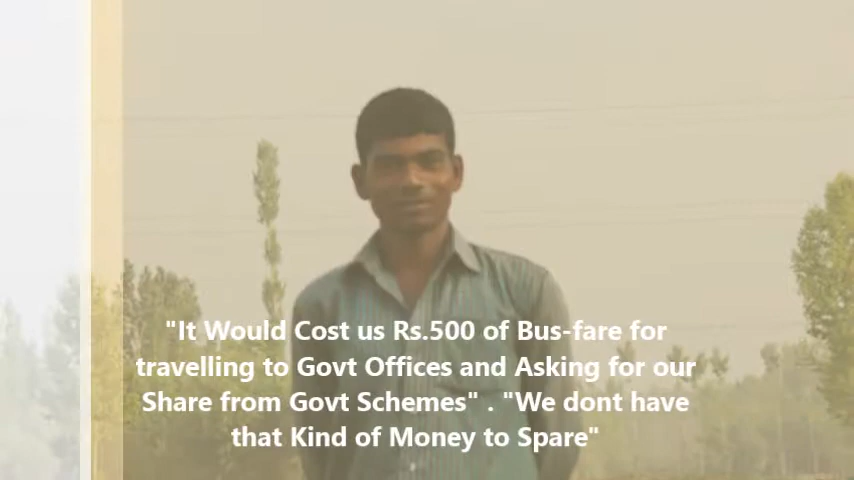 "It Would Cost us Rs.500 of Bus-fare for
travelling to Govt Offices and Asking for our
Share from Govt Schemes" . "We dont have
that Kind of Money to Spare"